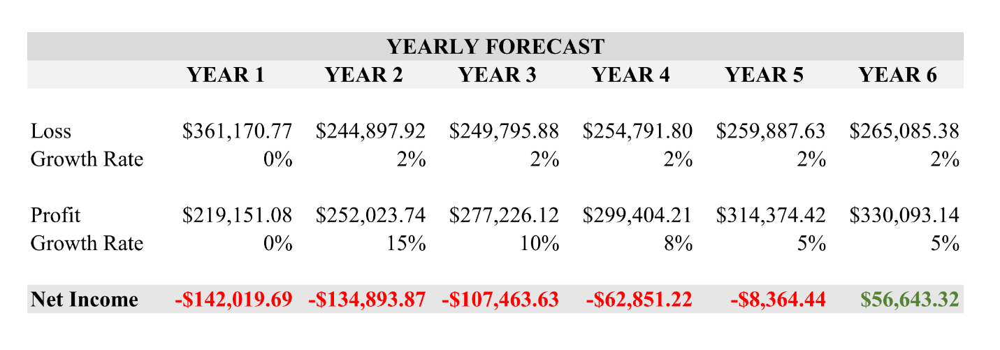 YEARLY FORECAST
YEAR 1 YEAR 2 YEAR 3 YEAR 4 YEAR 5 YEAR 6
Loss $361,170.77 $244,897.92 $249,795.88 $254,791.80 $259,887.63 $265,085.38
Growth Rate 0% 2% 2% 2% 2% 2%
Profit $219,151.08 $252,023.74 $277,226.12 $299,404.21 $314,374.42 $330,093.14
Growth Rate 0% 15% 10% 8% 5% 5%
Net Income -$142,019.69 -$134,893.87 -$107,463.63 -$62,851.22 -$8,364.44 $56,643.32